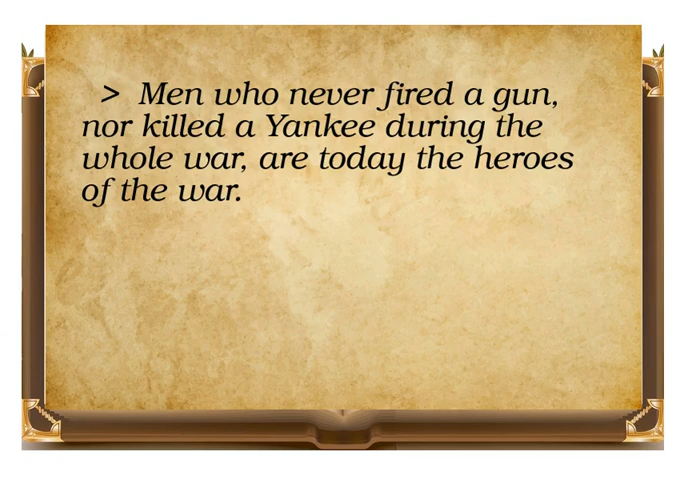 > Men who never fired a gun,
nor killed a Yankee during the
whole war, are today the heroes
of the war.